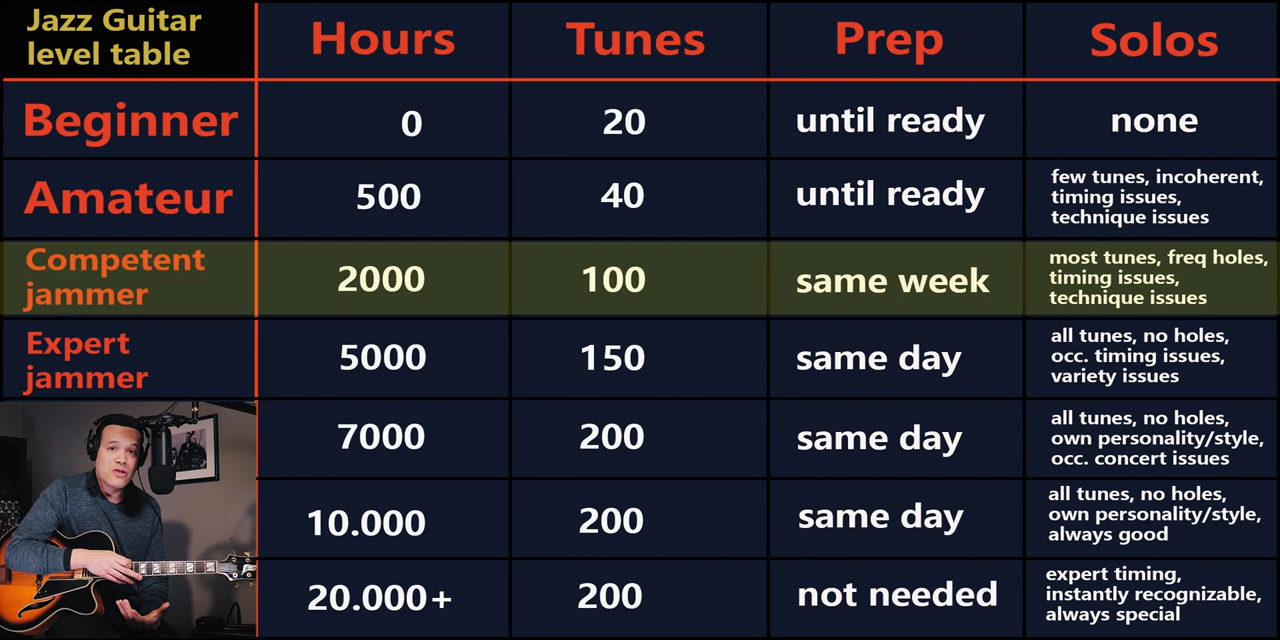 Jazz Guitar
level table
Hours
Tunes
Prep
Solos
Beginner
0
20
until ready
none
Amateur
500
40
until ready
few tunes, incoherent,
timing issues,
technique issues
Competent
jammer
2000
100
same week
most tunes, freq holes,
timing issues,
technique issues
Expert
jammer
5000
150
same day
all tunes, no holes,
occ. timing issues,
variety issues
7000
200
same day
all tunes, no holes,
own personality/style,
occ. concert issues
10.000
200
same day
all tunes, no holes,
own personality/style,
always good
20.000+
200
not needed
expert timing,
instantly recognizable,
always special